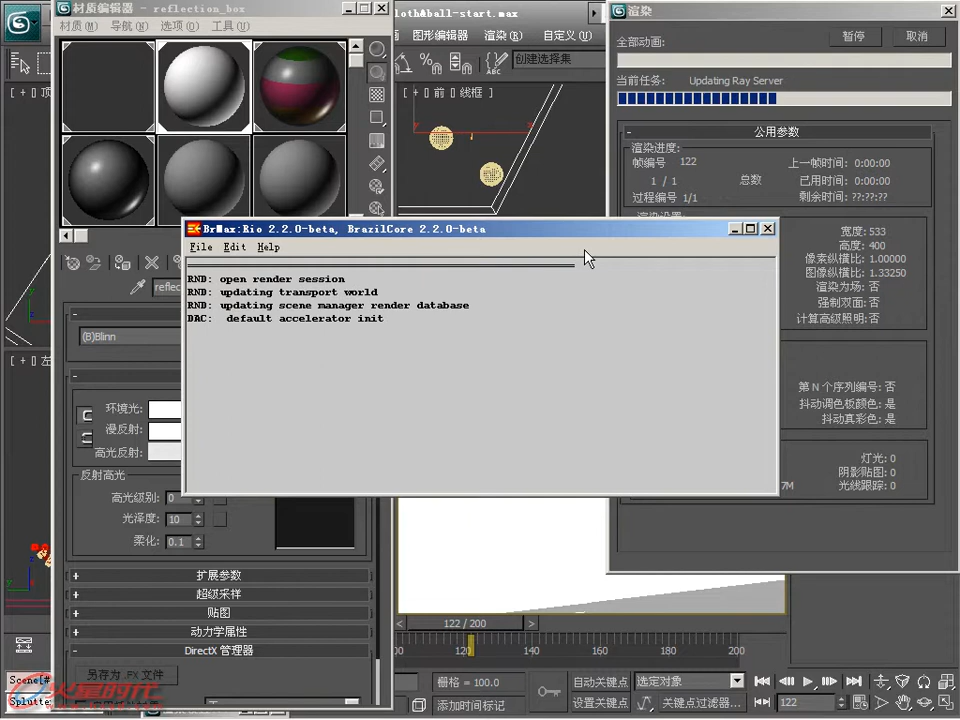 材质编辑器 - reflection_box
材质(M) 导航(N) 选项(O) 工具(U)
loth&ball-start.max
图形编辑器 渲染(R) 自定义(U)
创建选择集
[ + [] 顶
[ + [] 前 [] 线框 ]
渲染
全部动画:
暂停 取消
当前任务: Updating Ray Server
公用参数
渲染进度:
帧编号 122 上一帧时间: 0:00:00
1 / 1 总数 已用时间: 0:00:00
过程编号 1/1 剩余时间: ??:??:??
宽度: 533
高度: 400
像素纵横比: 1.00000
图像纵横比: 1.33250
渲染为场: 否
强制双面: 否
计算高级照明: 否
第 N 个序列编号: 否
抖动调色板颜色: 是
抖动真彩色: 是
灯光: 0
阴影贴图: 0
7M 光线跟踪: 0
BrMax:Rio 2.2.0-beta, BrazilCore 2.2.0-beta
File Edit Help
RND: open render session
RND: updating transport world
RND: updating scene manager render database
DAC: default accelerator init
reflec
(B)Blinn
[ + [] 左
环境光:
漫反射:
高光反射:
反射高光
高光级别: 0
光泽度: 10
柔化: 0.1
扩展参数
超级采样
贴图
动力学属性
DirectX 管理器
另存为 .FX 文件
122 / 200
120 140 160 180 200
栅格 = 100.0
添加时间标记
自动关键点 选定对象
设置关键点 关键点过滤器...
122
Scene[#
Splutte
火星时代